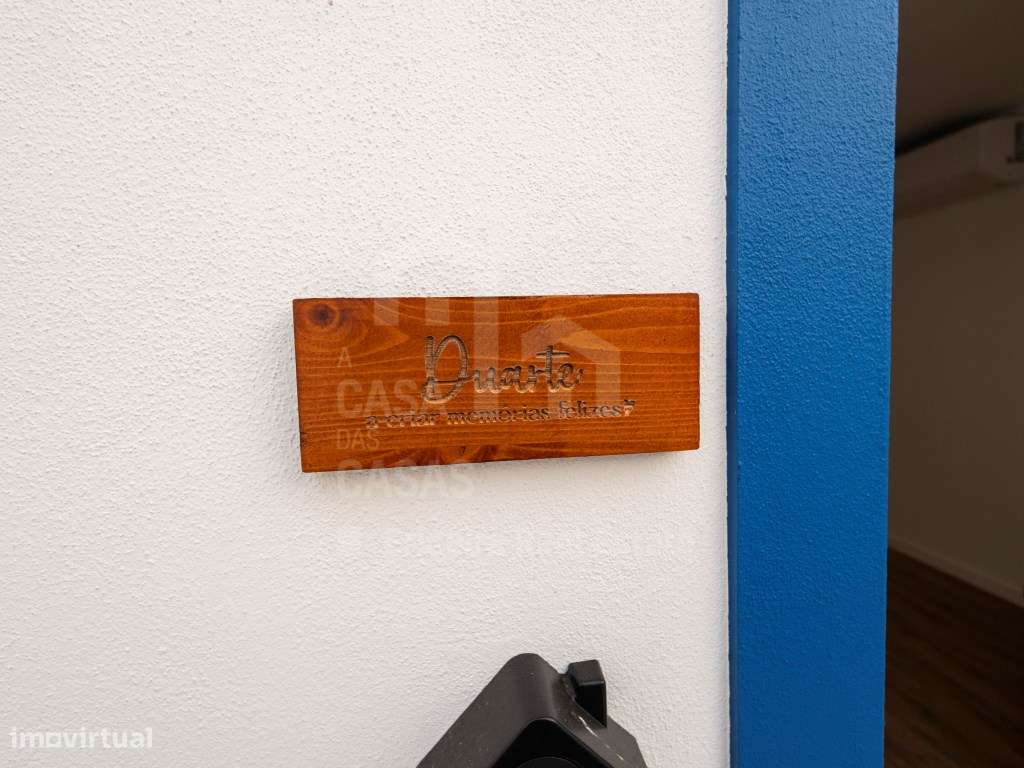 Duarte
a criar memórias felizes
A
CASA
DAS
CASAS
imovirtual